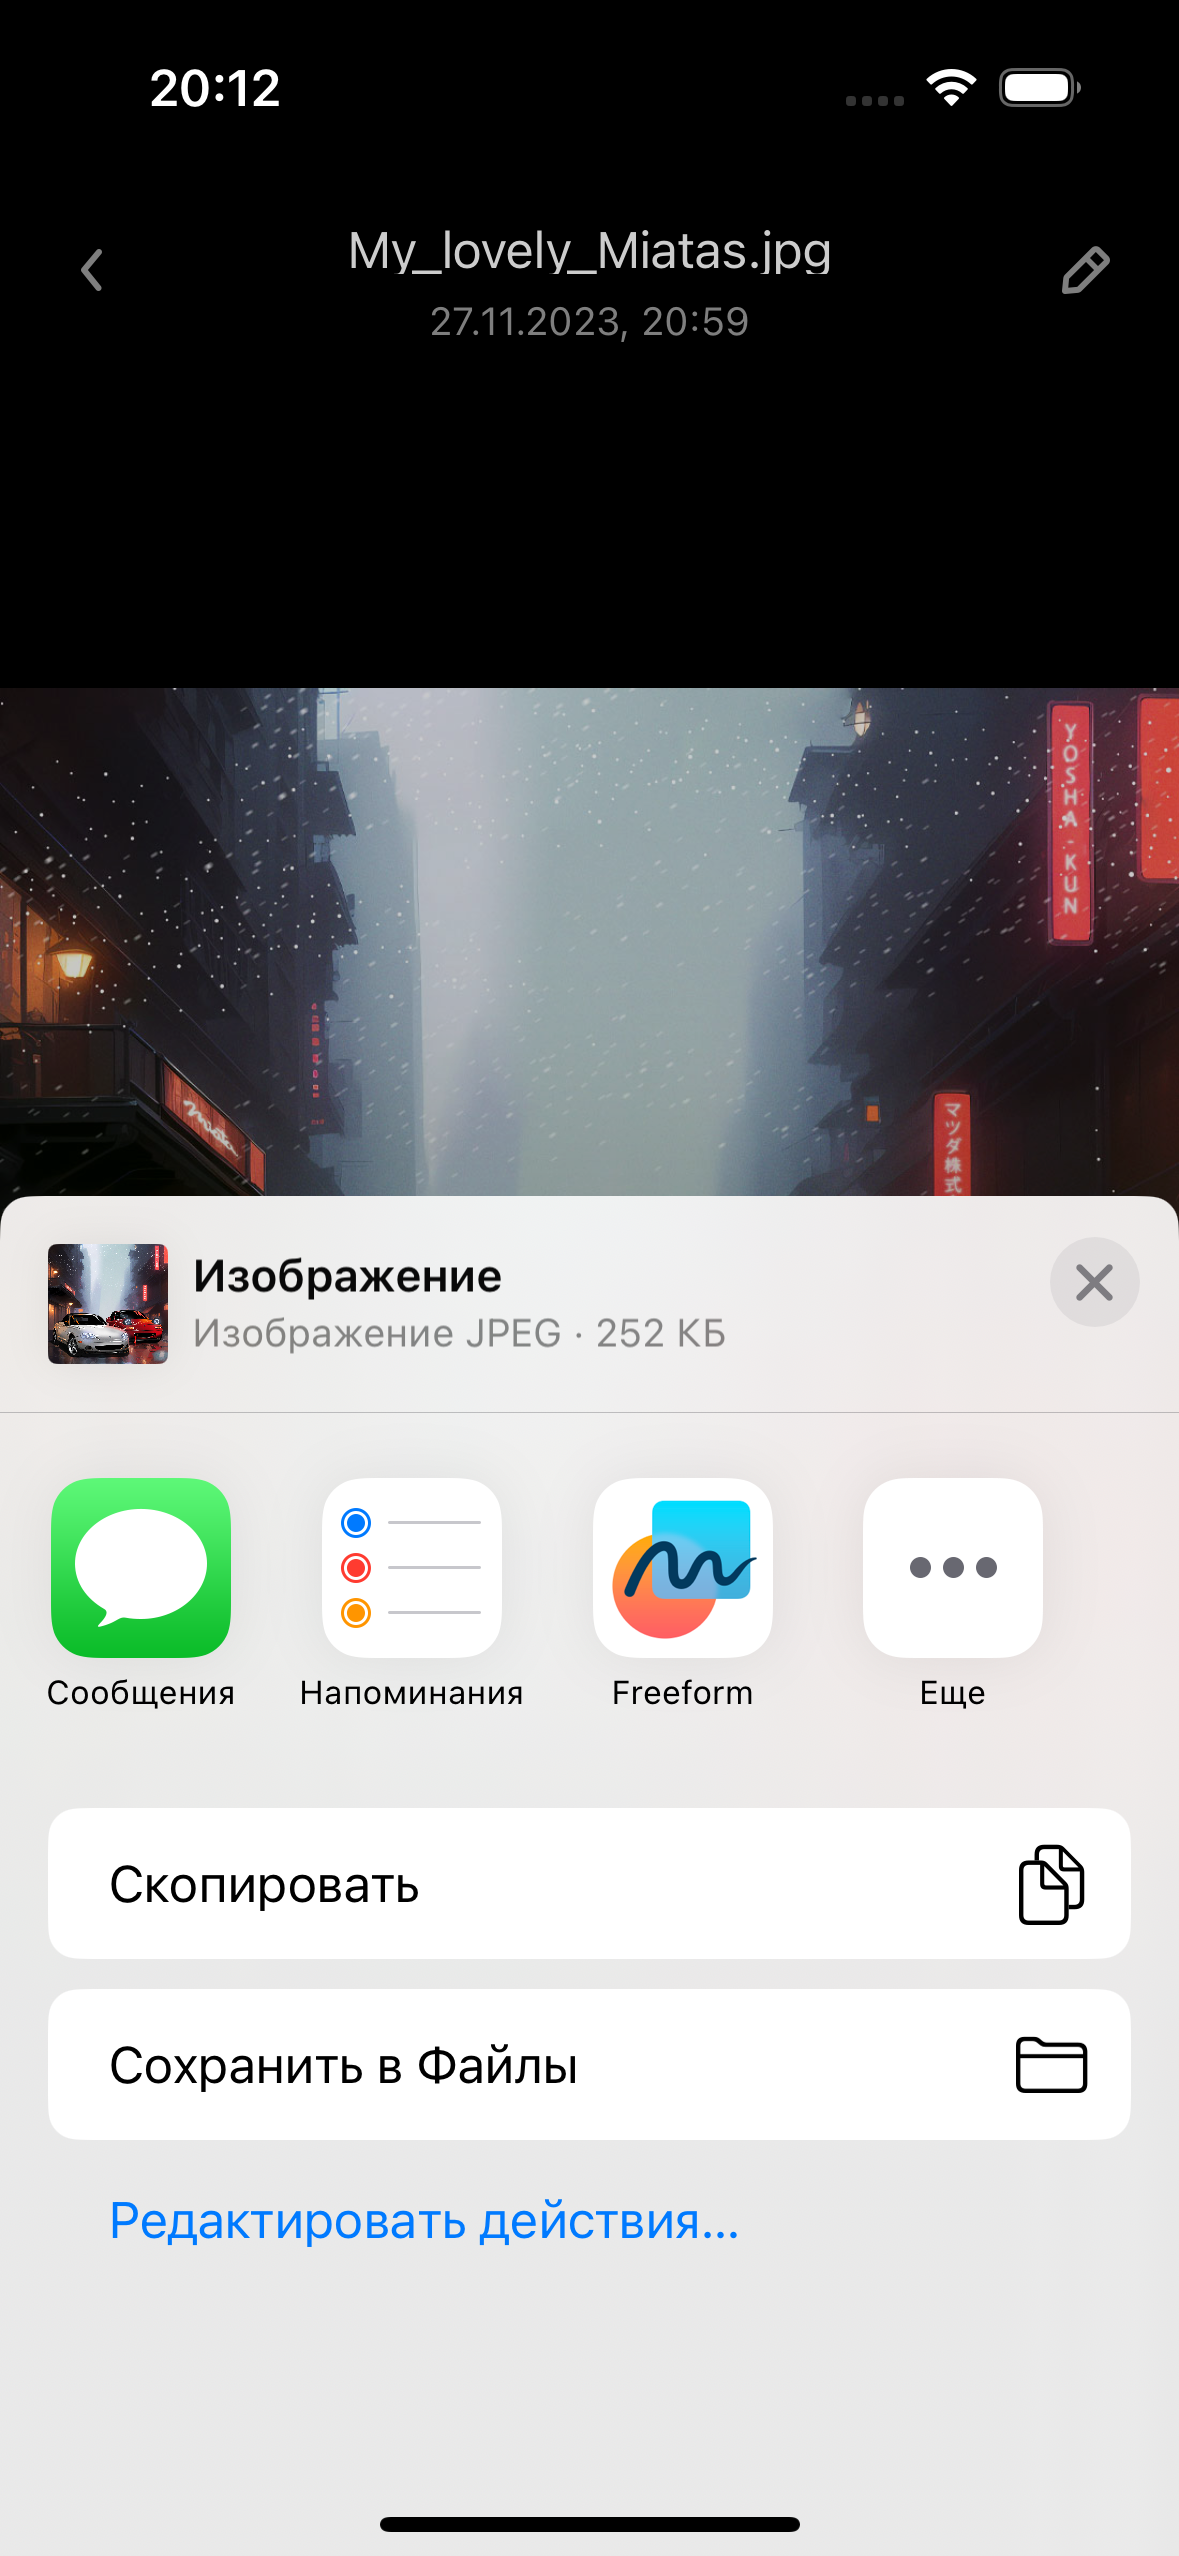 20:12
My_lovely_Miatas.jpg
27.11.2023, 20:59
YOSHA-KUN
miata
マツダ株式
Изображение
Изображение JPEG · 252 КБ
Сообщения
Напоминания
Freeform
Еще
Скопировать
Сохранить в Файлы
Редактировать действия...